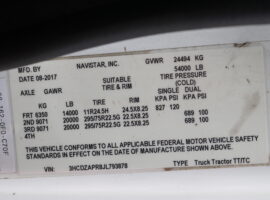 MFD. BY NAVISTAR, INC. GVWR 24494 KG
DATE 08-2017 54000 LB
SUITABLE TIRE PRESSURE
GAWR TIRE & RIM (COLD)
AXLE KG LB SINGLE DUAL
KPA PSI KPA PSI
FRT 6350 14000 11R24.5H 24.5X8.25 827 120
2ND 9071 20000 295/75R22.5G 22.5X8.25 689 100
3RD 9071 20000 295/75R22.5G 22.5X8.25 689 100
4TH
THIS VEHICLE CONFORMS TO ALL APPLICABLE FEDERAL MOTOR VEHICLE SAFETY
STANDARDS IN EFFECT ON THE DATE OF MANUFACTURE SHOWN ABOVE.
VEHICLE ID NO. TYPE Truck Tractor TT/TC